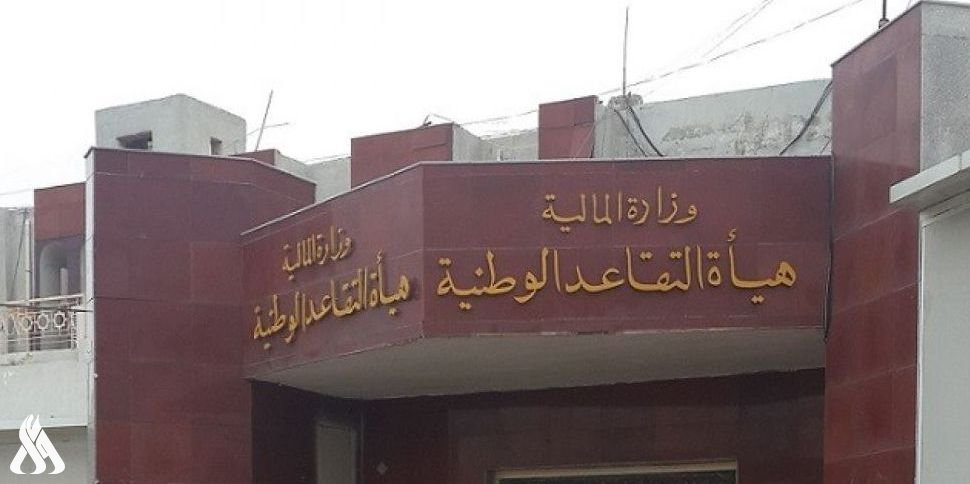 وزارة المالية
هيأة التقاعد الوطنية
وزارة المالية
هيأة التقاعد الوطنية